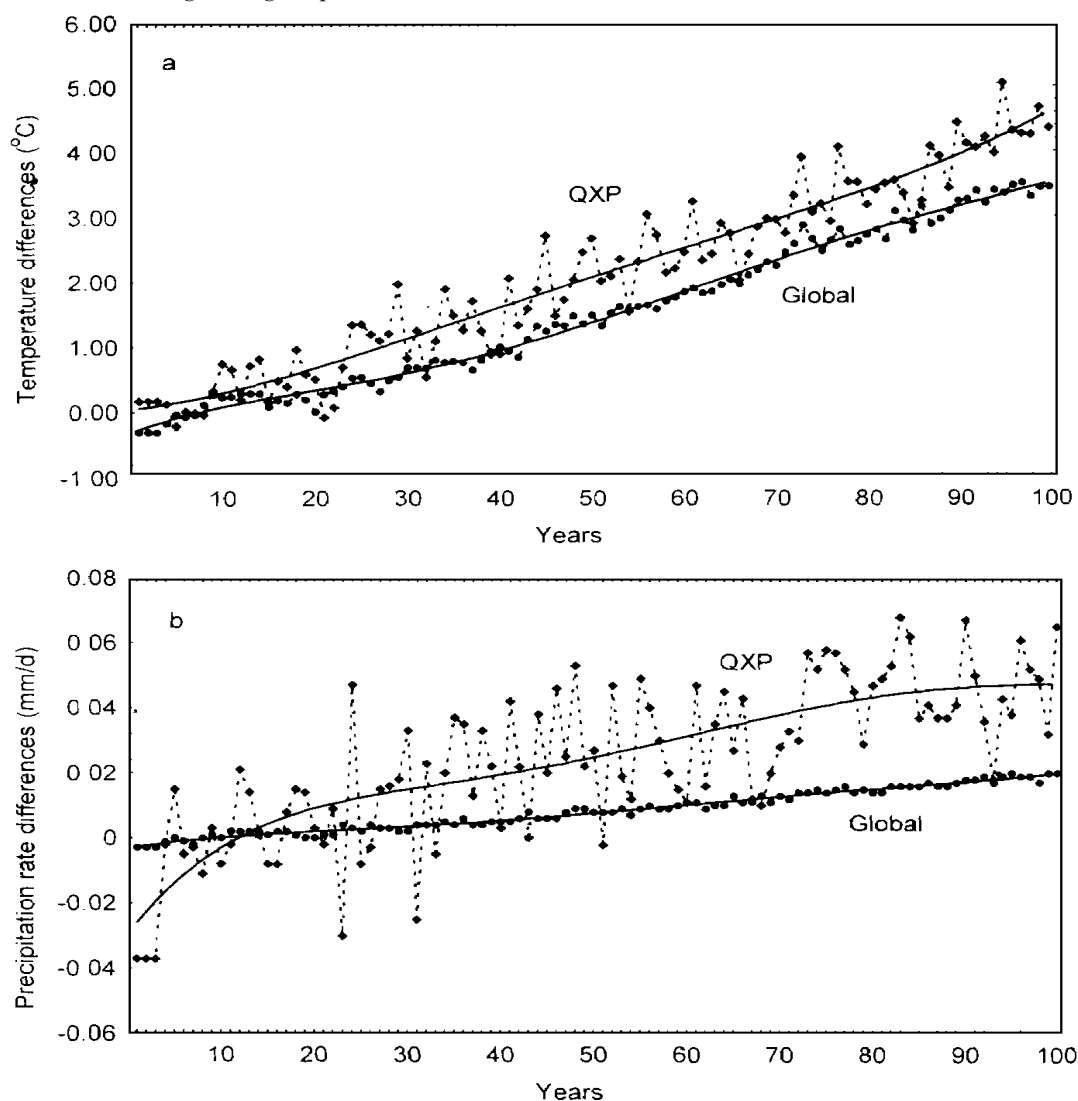 6.00
a
5.00
4.00
3.00
2.00
1.00
0.00
-1 00
QXP
Global
Temperature differences (°C)
10 20 30 40 50 60 70 80 90 100
Years
0.08
b
0 06
0 04
0 02
0
-0.02
-0 04
-0.06
QXP
Global
Precipitation rate differences (mm/d)
10 20 30 40 50 60 70 80 90 100
Years